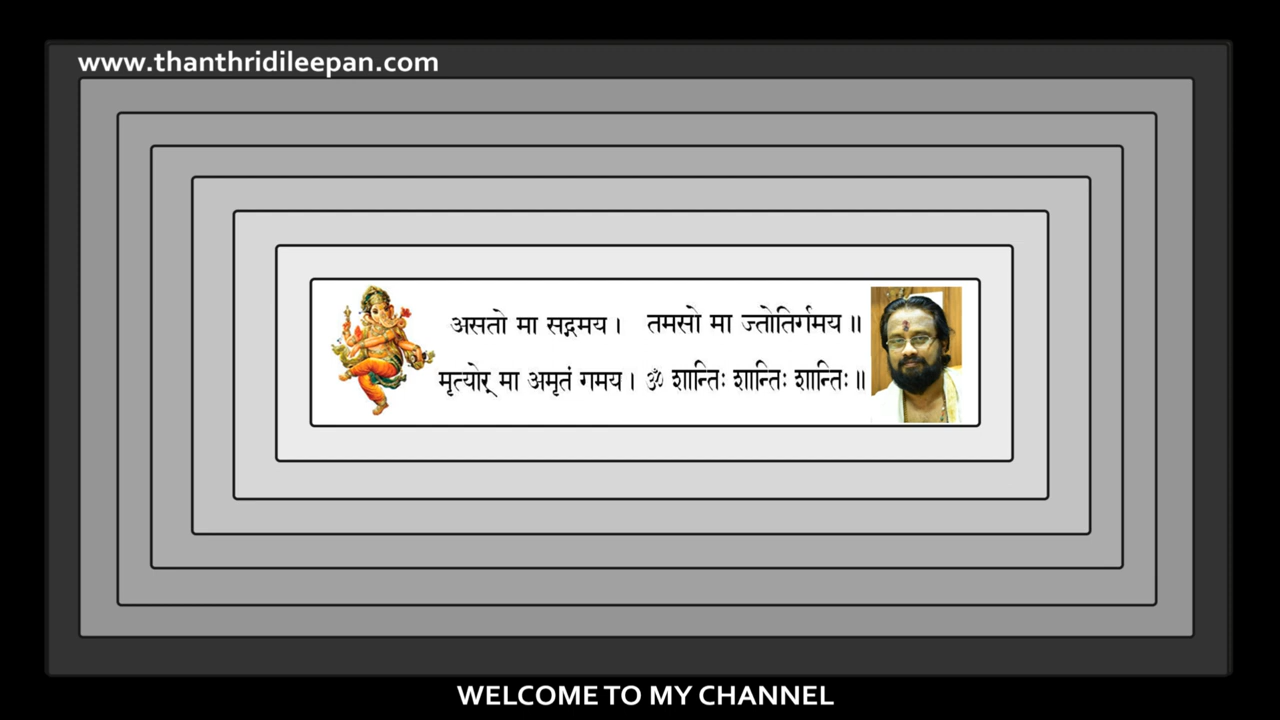 www.thanthridileepan.com
असतो मा सद्गमय । तमसो मा ज्तोतिर्गमय ॥
मृत्योर् मा अमृतं गमय । ॐ शान्तिः शान्तिः शान्तिः ॥
WELCOME TO MY CHANNEL